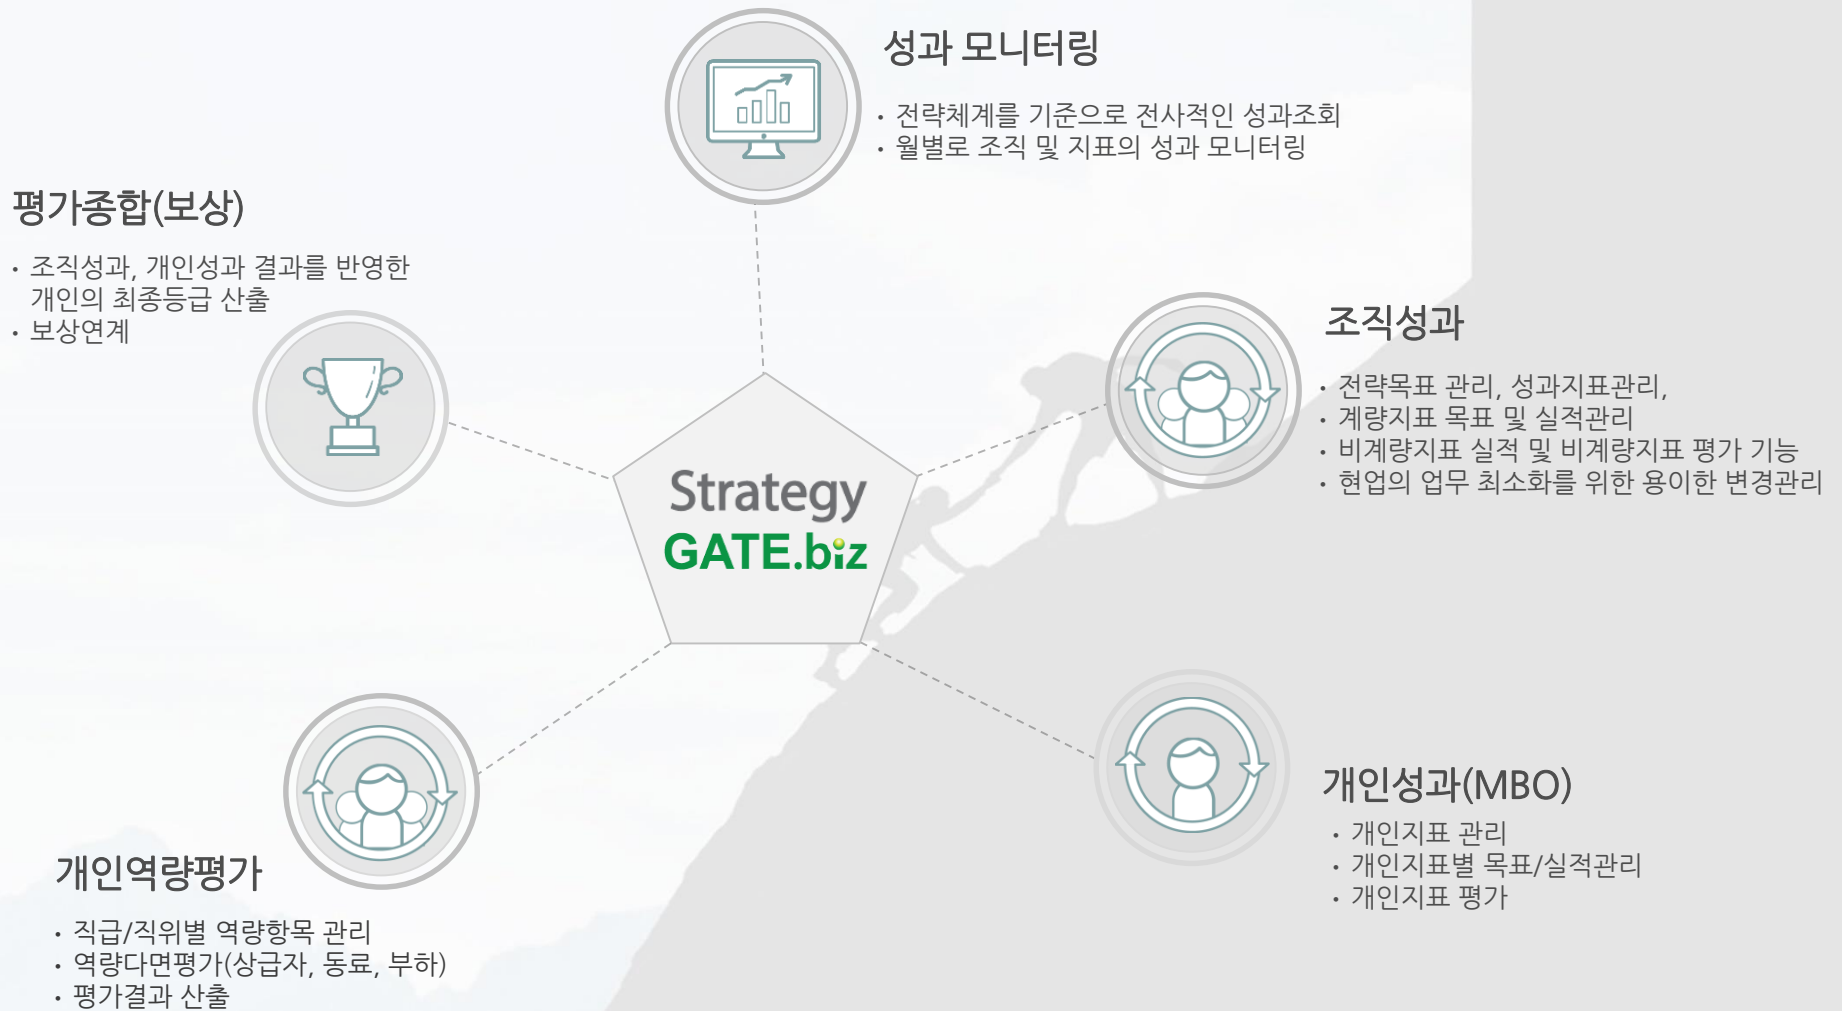 성과 모니터링
· 전략체계를 기준으로 전사적인 성과조회
· 월별로 조직 및 지표의 성과 모니터링
평가종합(보상)
· 조직성과, 개인성과 결과를 반영한
개인의 최종등급 산출
· 보상연계
조직성과
· 전략목표 관리, 성과지표관리,
· 계량지표 목표 및 실적관리
· 비계량지표 실적 및 비계량지표 평가 기능
· 현업의 업무 최소화를 위한 용이한 변경관리
Strategy
GATE.biz
개인성과(MBO)
· 개인지표 관리
· 개인지표별 목표/실적관리
· 개인지표 평가
개인역량평가
· 직급/직위별 역량항목 관리
· 역량다면평가(상급자, 동료, 부하)
· 평가결과 산출